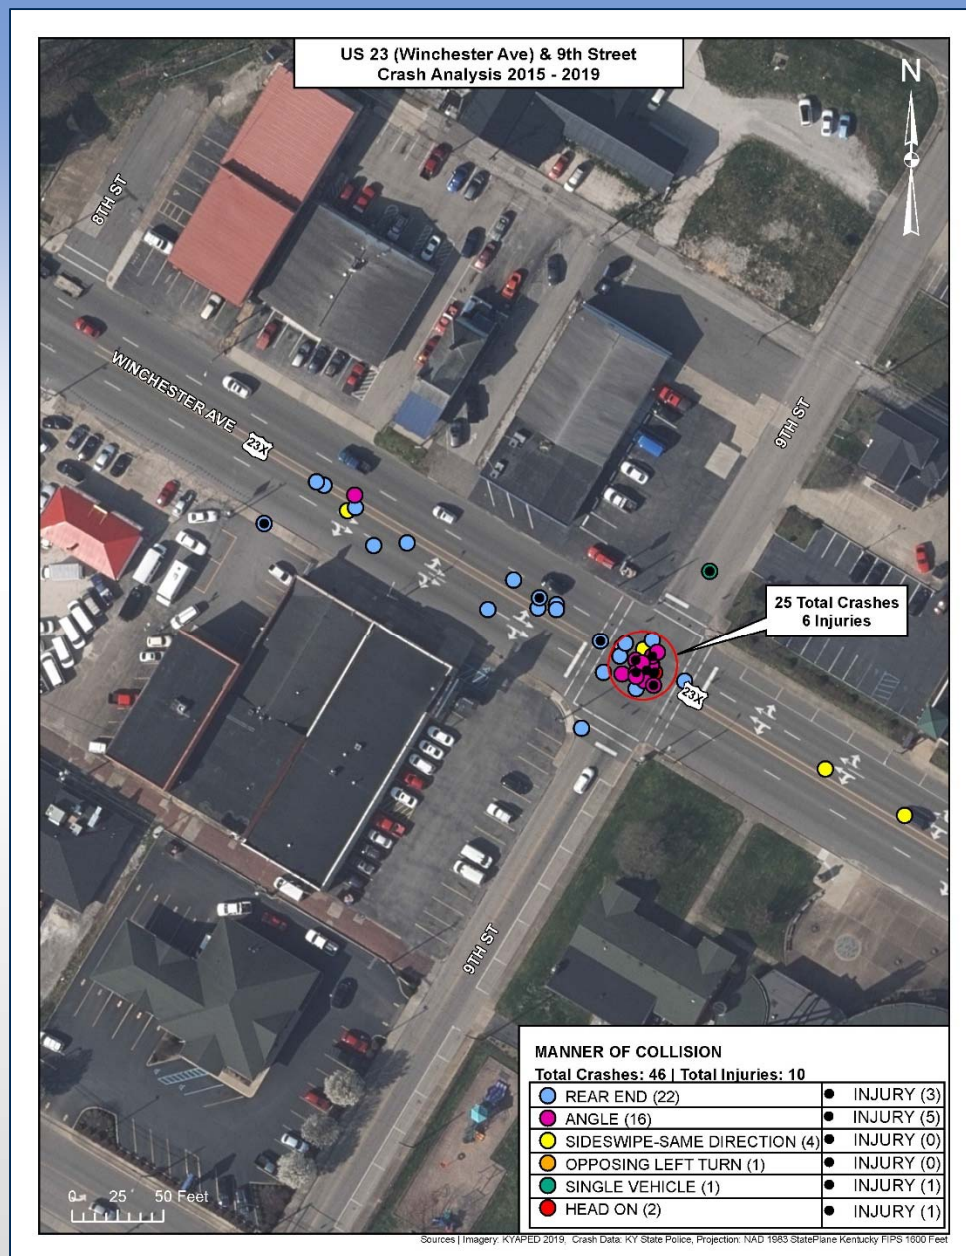 US 23 (Winchester Ave) & 9th Street
Crash Analysis 2015 - 2019
N
8TH ST
WINCHESTER AVE
23X
9TH ST
25 Total Crashes
6 Injuries
23X
9TH ST
MANNER OF COLLISION
Total Crashes: 46 | Total Injuries: 10
REAR END (22) INJURY (3)
ANGLE (16) INJURY (5)
SIDESWIPE-SAME DIRECTION (4) INJURY (0)
OPPOSING LEFT TURN (1) INJURY (0)
SINGLE VEHICLE (1) INJURY (1)
HEAD ON (2) INJURY (1)
0 25 50 Feet
Sources | Imagery: KYAPED 2019, Crash Data: KY State Police, Projection: NAD 1983 StatePlane Kentucky FIPS 1600 Feet